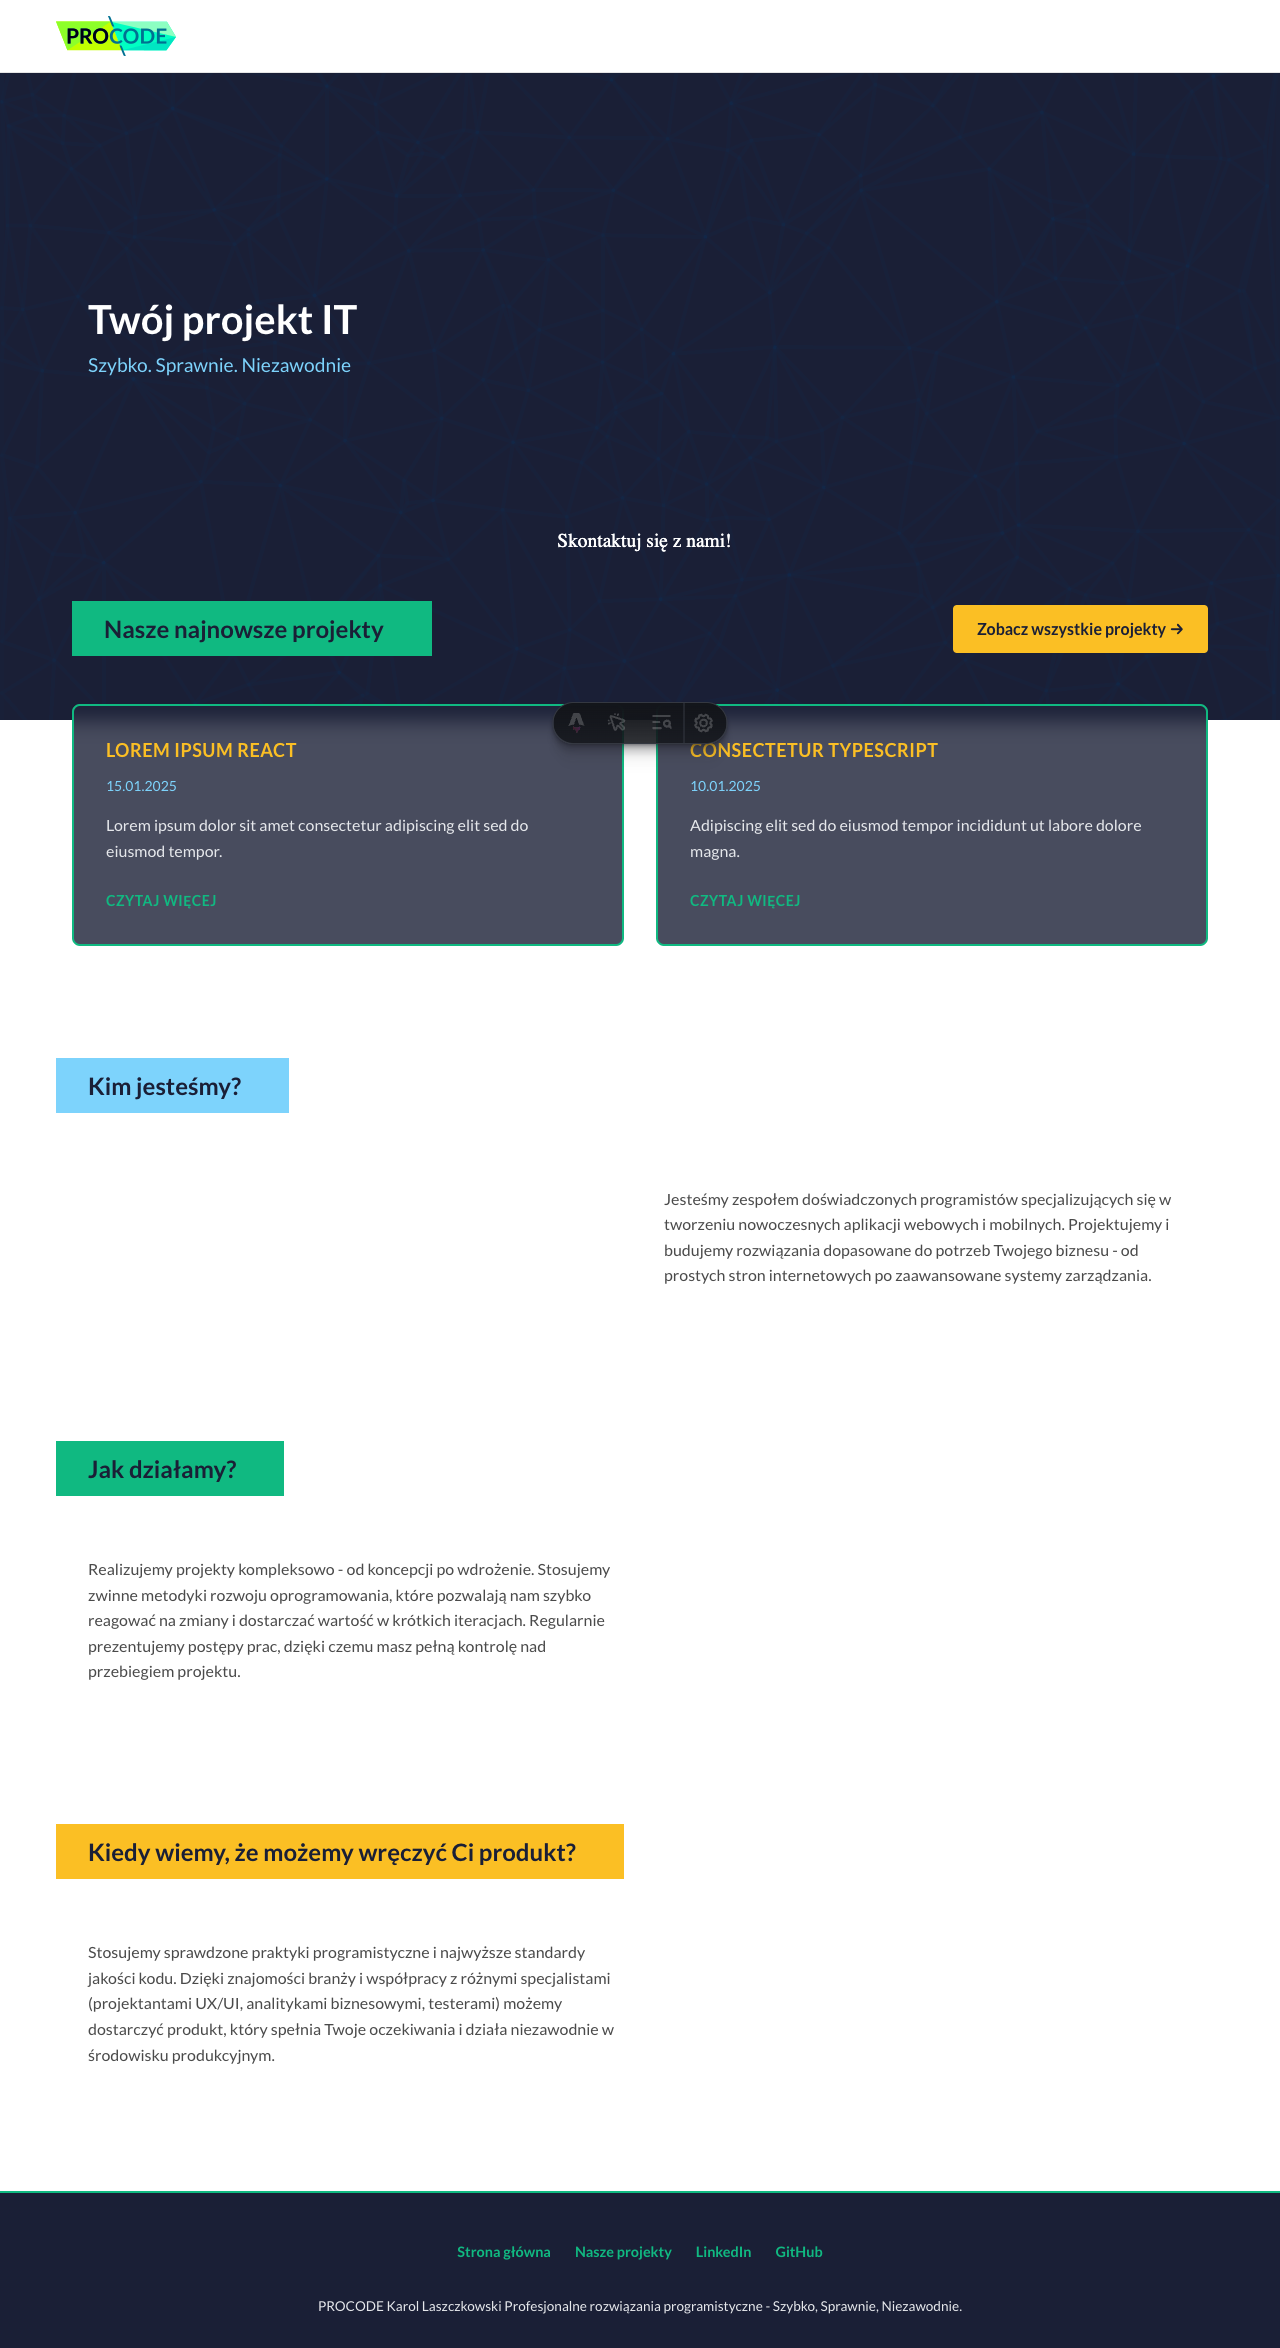 PROCODE
Twój projekt IT
Szybko. Sprawnie. Niezawodnie
Skontaktuj się z nami!
Nasze najnowsze projekty
Zobacz wszystkie projekty →
LOREM IPSUM REACT
15.01.2025
Lorem ipsum dolor sit amet consectetur adipiscing elit sed do
eiusmod tempor.
CZYTAJ WIĘCEJ
CONSECTETUR TYPESCRIPT
10.01.2025
Adipiscing elit sed do eiusmod tempor incididunt ut labore dolore
magna.
CZYTAJ WIĘCEJ
Kim jesteśmy?
Jesteśmy zespołem doświadczonych programistów specjalizujących się w
tworzeniu nowoczesnych aplikacji webowych i mobilnych. Projektujemy i
budujemy rozwiązania dopasowane do potrzeb Twojego biznesu - od
prostych stron internetowych po zaawansowane systemy zarządzania.
Jak działamy?
Realizujemy projekty kompleksowo - od koncepcji po wdrożenie. Stosujemy
zwinne metodyki rozwoju oprogramowania, które pozwalają nam szybko
reagować na zmiany i dostarczać wartość w krótkich iteracjach. Regularnie
prezentujemy postępy prac, dzięki czemu masz pełną kontrolę nad
przebiegiem projektu.
Kiedy wiemy, że możemy wręczyć Ci produkt?
Stosujemy sprawdzone praktyki programistyczne i najwyższe standardy
jakości kodu. Dzięki znajomości branży i współpracy z różnymi specjalistami
(projektantami UX/UI, analitykami biznesowymi, testerami) możemy
dostarczyć produkt, który spełnia Twoje oczekiwania i działa niezawodnie w
środowisku produkcyjnym.
Strona główna Nasze projekty LinkedIn GitHub
PROCODE Karol Laszczkowski Profesjonalne rozwiązania programistyczne - Szybko, Sprawnie, Niezawodnie.